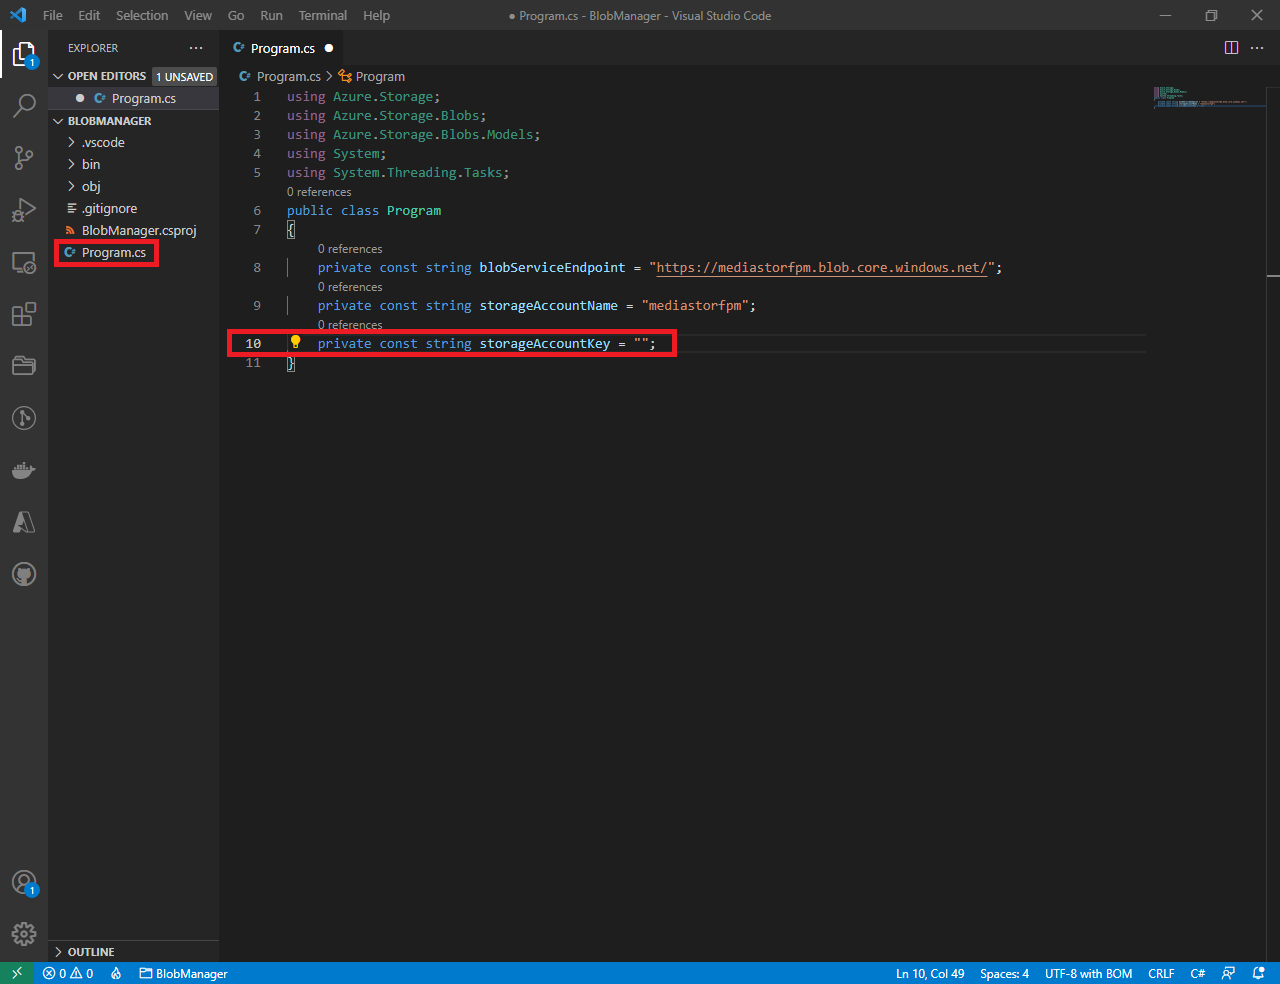 File Edit Selection View Go Run Terminal Help
● Program.cs - BlobManager - Visual Studio Code
EXPLORER
OPEN EDITORS 1 UNSAVED
C# Program.cs
BLOBMANAGER
.vscode
bin
obj
.gitignore
BlobManager.csproj
C# Program.cs
OUTLINE
1
1
C# Program.cs
C# Program.cs > Program
1 using Azure.Storage;
2 using Azure.Storage.Blobs;
3 using Azure.Storage.Blobs.Models;
4 using System;
5 using System.Threading.Tasks;
0 references
6 public class Program
7 {
0 references
8 private const string blobServiceEndpoint = "https://mediastorfpm.blob.core.windows.net/";
0 references
9 private const string storageAccountName = "mediastorfpm";
0 references
10 private const string storageAccountKey = "";
11 }
0 0 BlobManager Ln 10, Col 49 Spaces: 4 UTF-8 with BOM CRLF C#